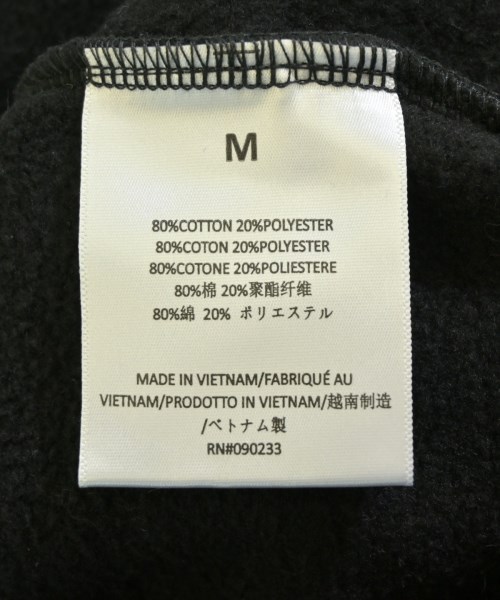 M
80%COTTON 20%POLYESTER
80%COTON 20%POLYESTER
80%COTONE 20%POLIESTERE
80%棉 20%聚酯纤维
80%綿 20% ポリエステル
MADE IN VIETNAM/FABRIQUÉ AU
VIETNAM/PRODOTTO IN VIETNAM/越南制造
/ベトナム製
RN#090233